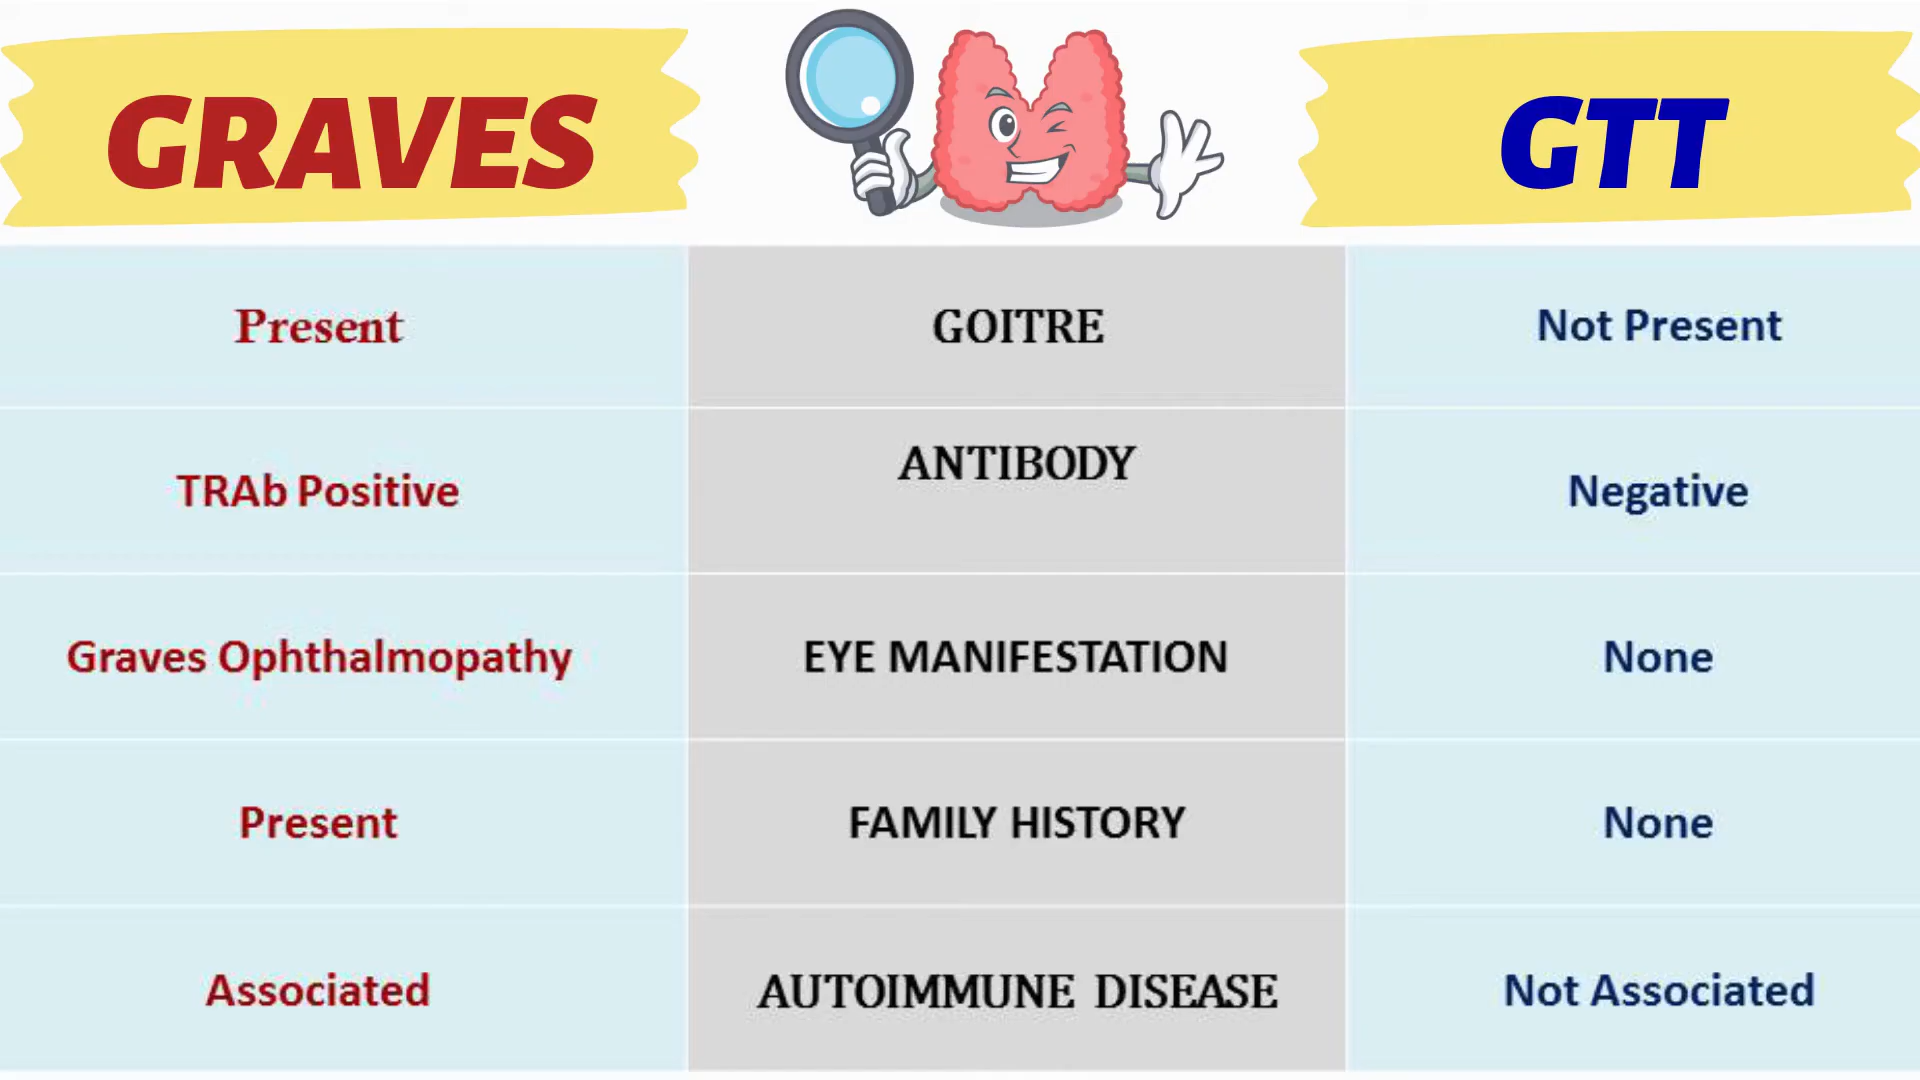 GRAVES
GTT
Present GOITRE Not Present
TRAb Positive ANTIBODY Negative
Graves Ophthalmopathy EYE MANIFESTATION None
Present FAMILY HISTORY None
Associated AUTOIMMUNE DISEASE Not Associated